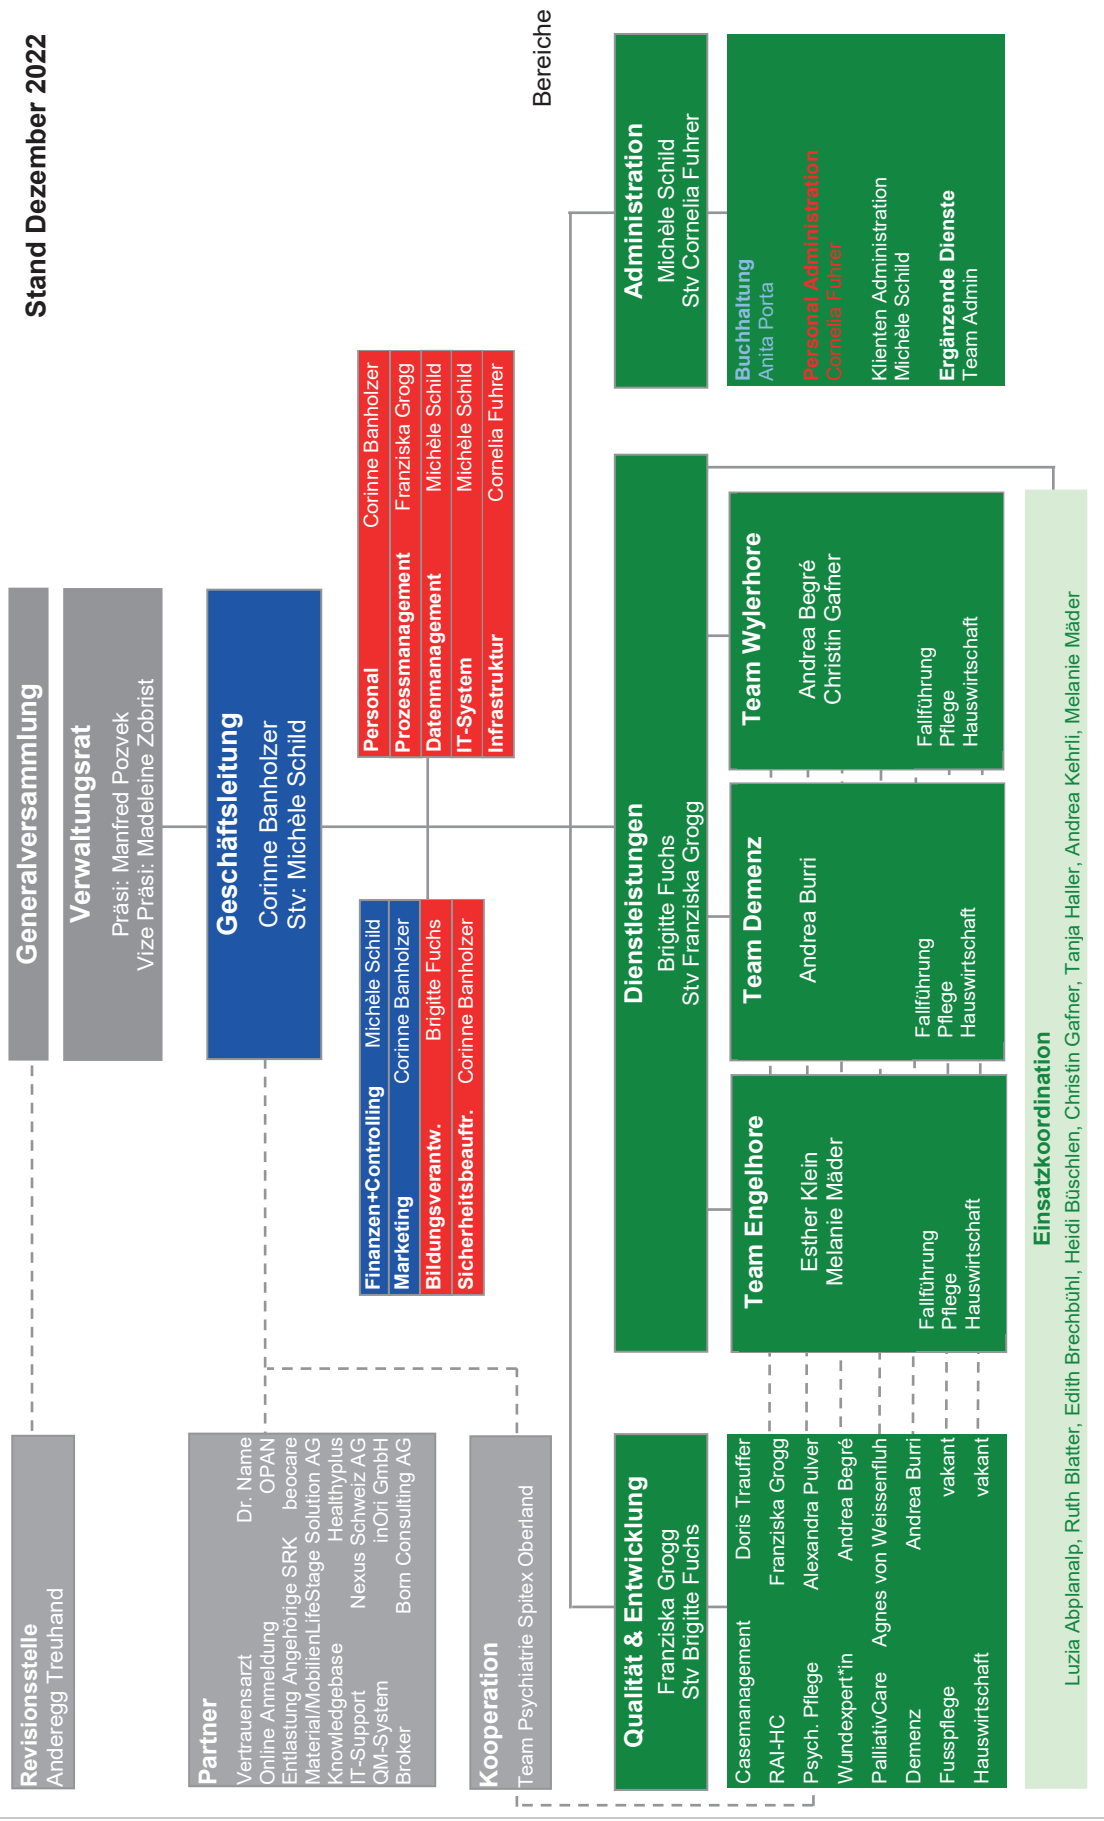 Stand Dezember 2022
Generalversammlung
Verwaltungsrat
Präsi: Manfred Pozvek
Vize Präsi: Madeleine Zobrist
Revisionsstelle
Anderegg Treuhand
Geschäftsleitung
Corinne Banholzer
Stv: Michèle Schild
Partner
Vertrauensarzt Dr. Name
Online Anmeldung OPAN
Entlastung Angehörige SRK beocare
Material/MobilienLifeStage Solution AG
Knowledgebase Healthyplus
IT-Support Nexus Schweiz AG
QM-System inOri GmbH
Broker Born Consulting AG
Kooperation
Team Psychiatrie Spitex Oberland
Finanzen+Controlling Michèle Schild
Marketing Corinne Banholzer
Bildungsverantw. Brigitte Fuchs
Sicherheitsbeauftr. Corinne Banholzer
Personal Corinne Banholzer
Prozessmanagement Franziska Grogg
Datenmanagement Michèle Schild
IT-System Michèle Schild
Infrastruktur Cornelia Fuhrer
Bereiche
Qualität & Entwicklung
Franziska Grogg
Stv Brigitte Fuchs
Casemanagement Doris Trauffer
RAI-HC Franziska Grogg
Psych. Pflege Alexandra Pulver
Wundexpert*in Andrea Begré
PalliativCare Agnes von Weissenfluh
Demenz Andrea Burri
Fusspflege vakant
Hauswirtschaft vakant
Dienstleistungen
Brigitte Fuchs
Stv Franziska Grogg
Team Engelhore
Esther Klein
Melanie Mäder
Fallführung
Pflege
Hauswirtschaft
Team Demenz
Andrea Burri
Fallführung
Pflege
Hauswirtschaft
Team Wylerhore
Andrea Begré
Christin Gafner
Fallführung
Pflege
Hauswirtschaft
Administration
Michèle Schild
Stv Cornelia Fuhrer
Buchhaltung
Anita Porta
Personal Administration
Cornelia Fuhrer
Klienten Administration
Michèle Schild
Ergänzende Dienste
Team Admin
Einsatzkoordination
Luzia Abplanalp, Ruth Blatter, Edith Brechbühl, Heidi Büschlen, Christin Gafner, Tanja Haller, Andrea Kehrli, Melanie Mäder